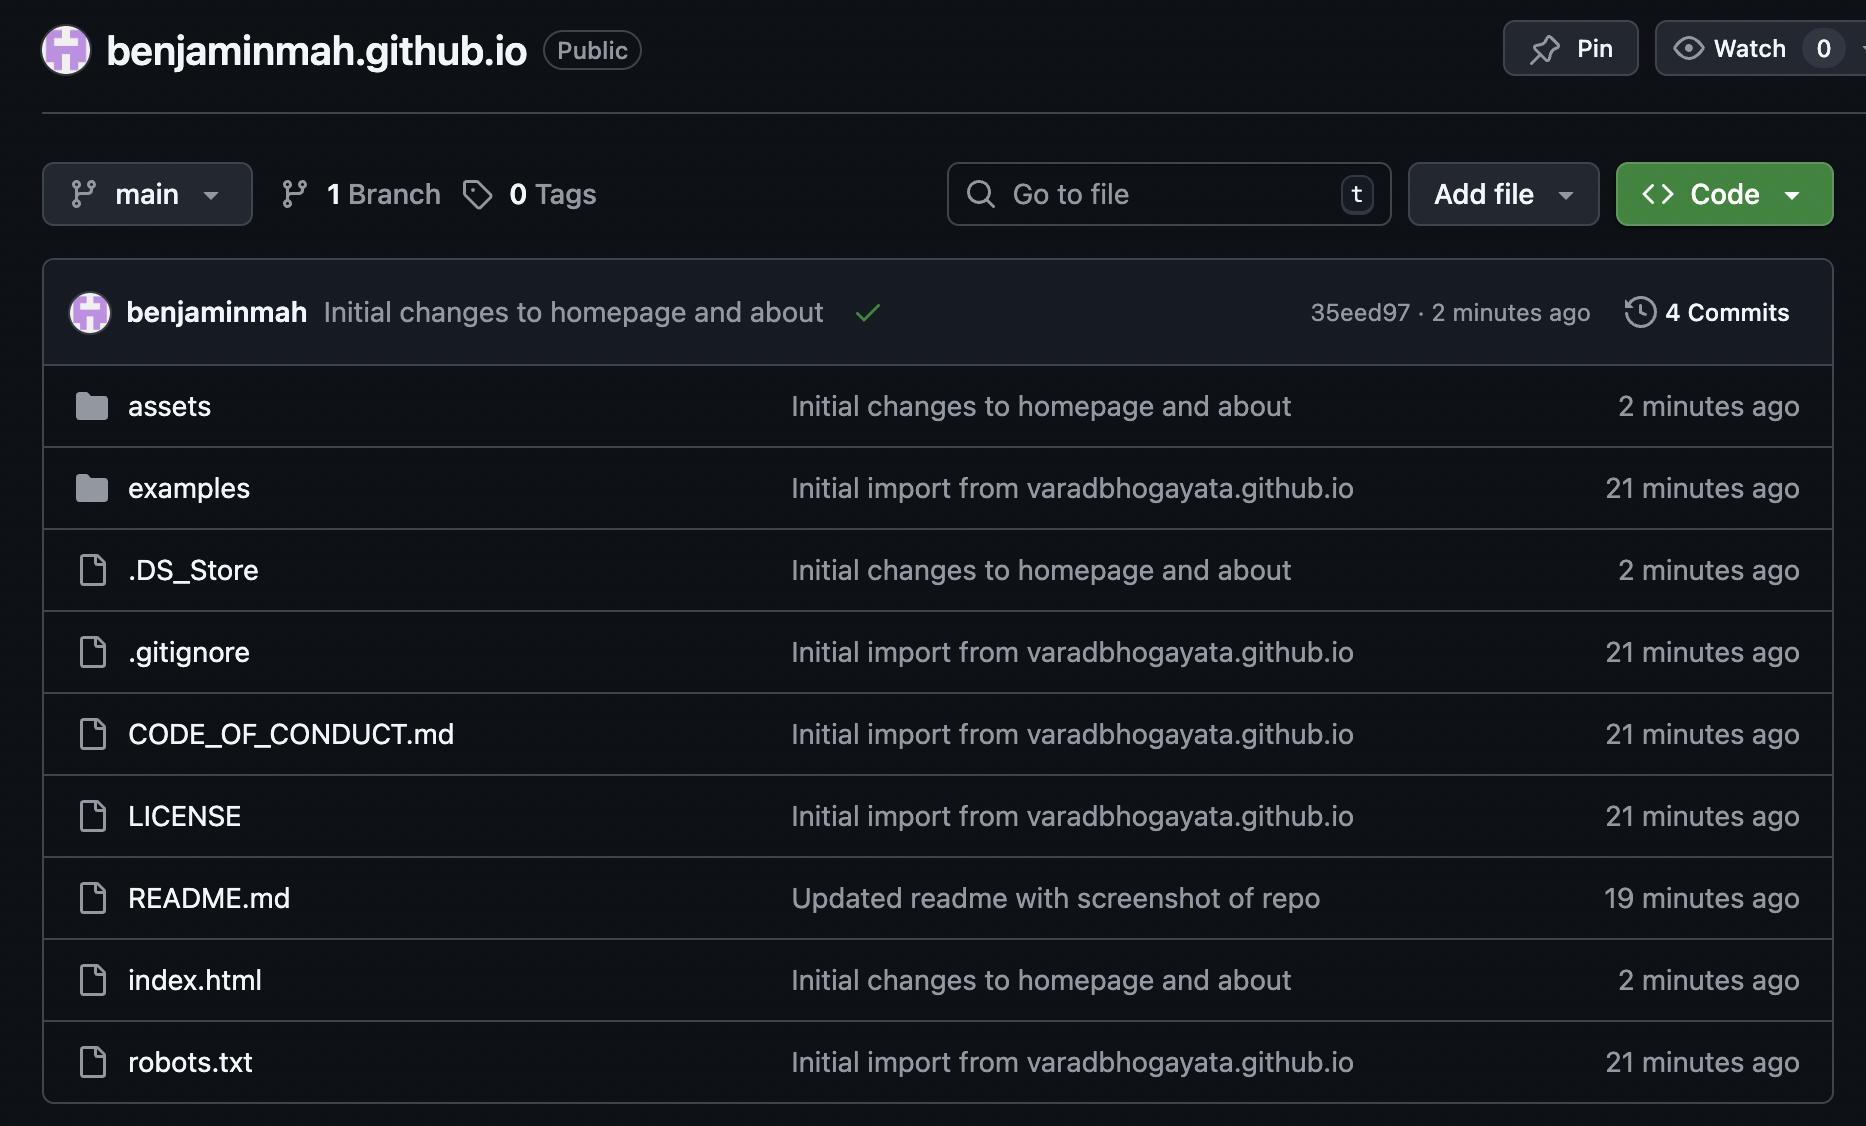 benjaminmah.github.io Public Pin Watch 0
main 1 Branch 0 Tags Go to file t Add file Code
benjaminmah Initial changes to homepage and about 35eed97 · 2 minutes ago 4 Commits
assets Initial changes to homepage and about 2 minutes ago
examples Initial import from varadbhogayata.github.io 21 minutes ago
.DS_Store Initial changes to homepage and about 2 minutes ago
.gitignore Initial import from varadbhogayata.github.io 21 minutes ago
CODE_OF_CONDUCT.md Initial import from varadbhogayata.github.io 21 minutes ago
LICENSE Initial import from varadbhogayata.github.io 21 minutes ago
README.md Updated readme with screenshot of repo 19 minutes ago
index.html Initial changes to homepage and about 2 minutes ago
robots.txt Initial import from varadbhogayata.github.io 21 minutes ago